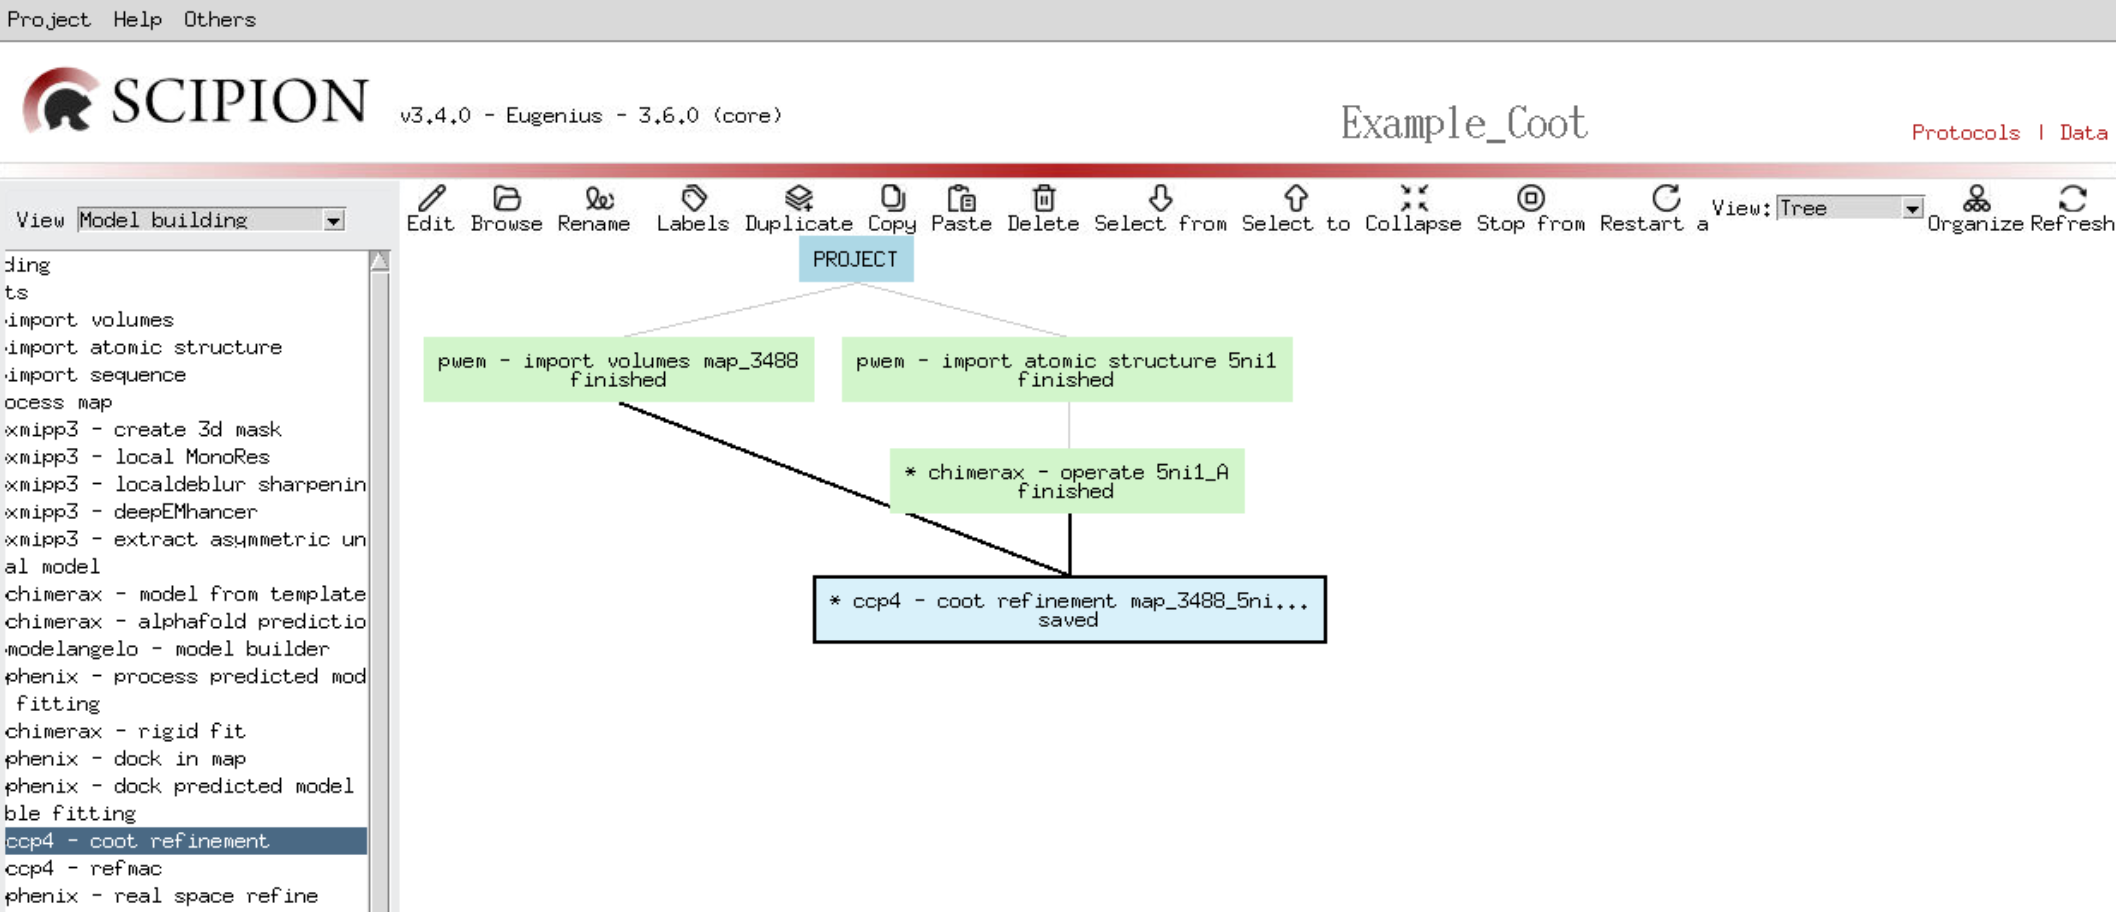 Project Help Others
SCIPION v3.4.0 - Eugenius - 3.6.0 (core)
Example_Coot
Protocols | Data
View Model building
Edit Browse Rename Labels Duplicate Copy Paste Delete Select from Select to Collapse Stop from Restart a View: Tree Organize Refresh
PROJECT
pwem - import volumes map_3488
finished
pwem - import atomic structure 5ni1
finished
* chimerax - operate 5ni1_A
finished
* ccp4 - coot refinement map_3488_5ni...
saved
ding
ts
import volumes
import atomic structure
import sequence
ocess map
xmipp3 - create 3d mask
xmipp3 - local MonoRes
xmipp3 - localdeblur sharpenin
xmipp3 - deepEMhancer
xmipp3 - extract asymmetric un
al model
chimerax - model from template
chimerax - alphafold predictio
modelangelo - model builder
phenix - process predicted mod
fitting
chimerax - rigid fit
phenix - dock in map
phenix - dock predicted model
ble fitting
ccp4 - coot refinement
ccp4 - refmac
phenix - real space refine